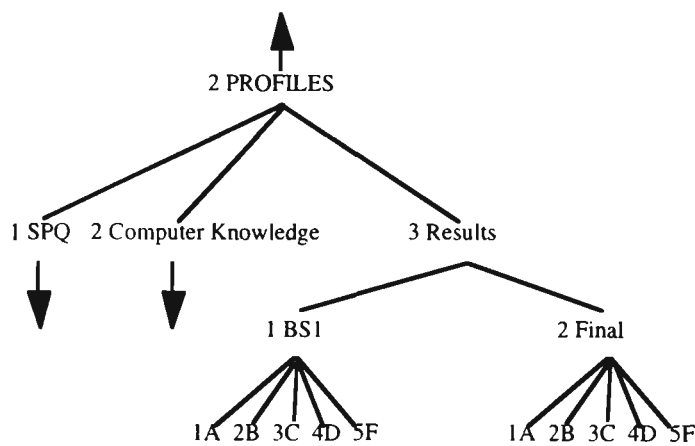 2 PROFILES
1 SPQ 2 Computer Knowledge 3 Results
1 BS1 2 Final
1A 2B 3C 4D 5F 1A 2B 3C 4D 5F